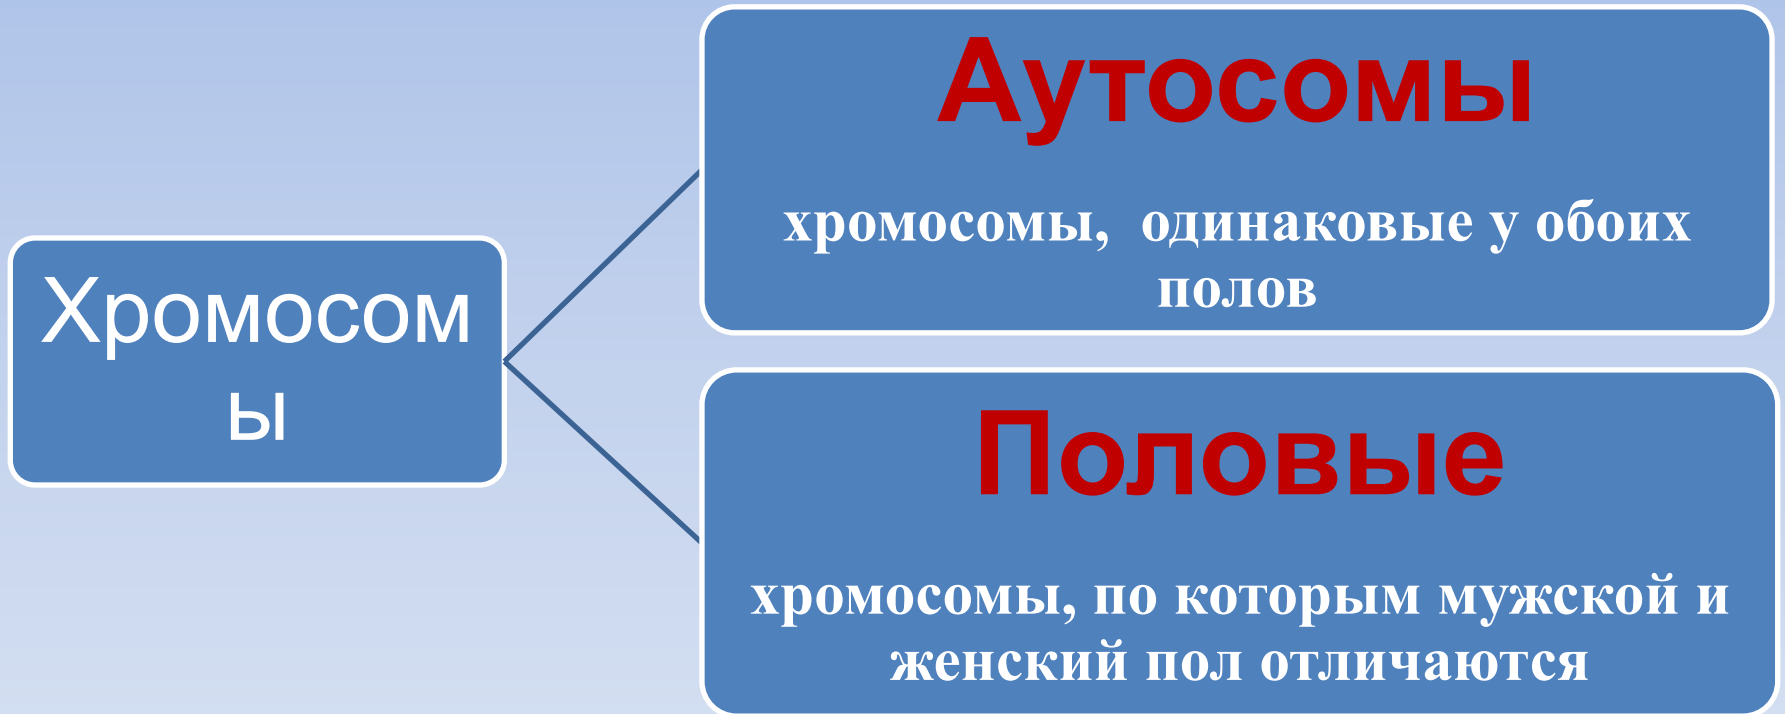 Хромосом
ы
Аутосомы
хромосомы, одинаковые у обоих
полов
Половые
хромосомы, по которым мужской и
женский пол отличаются